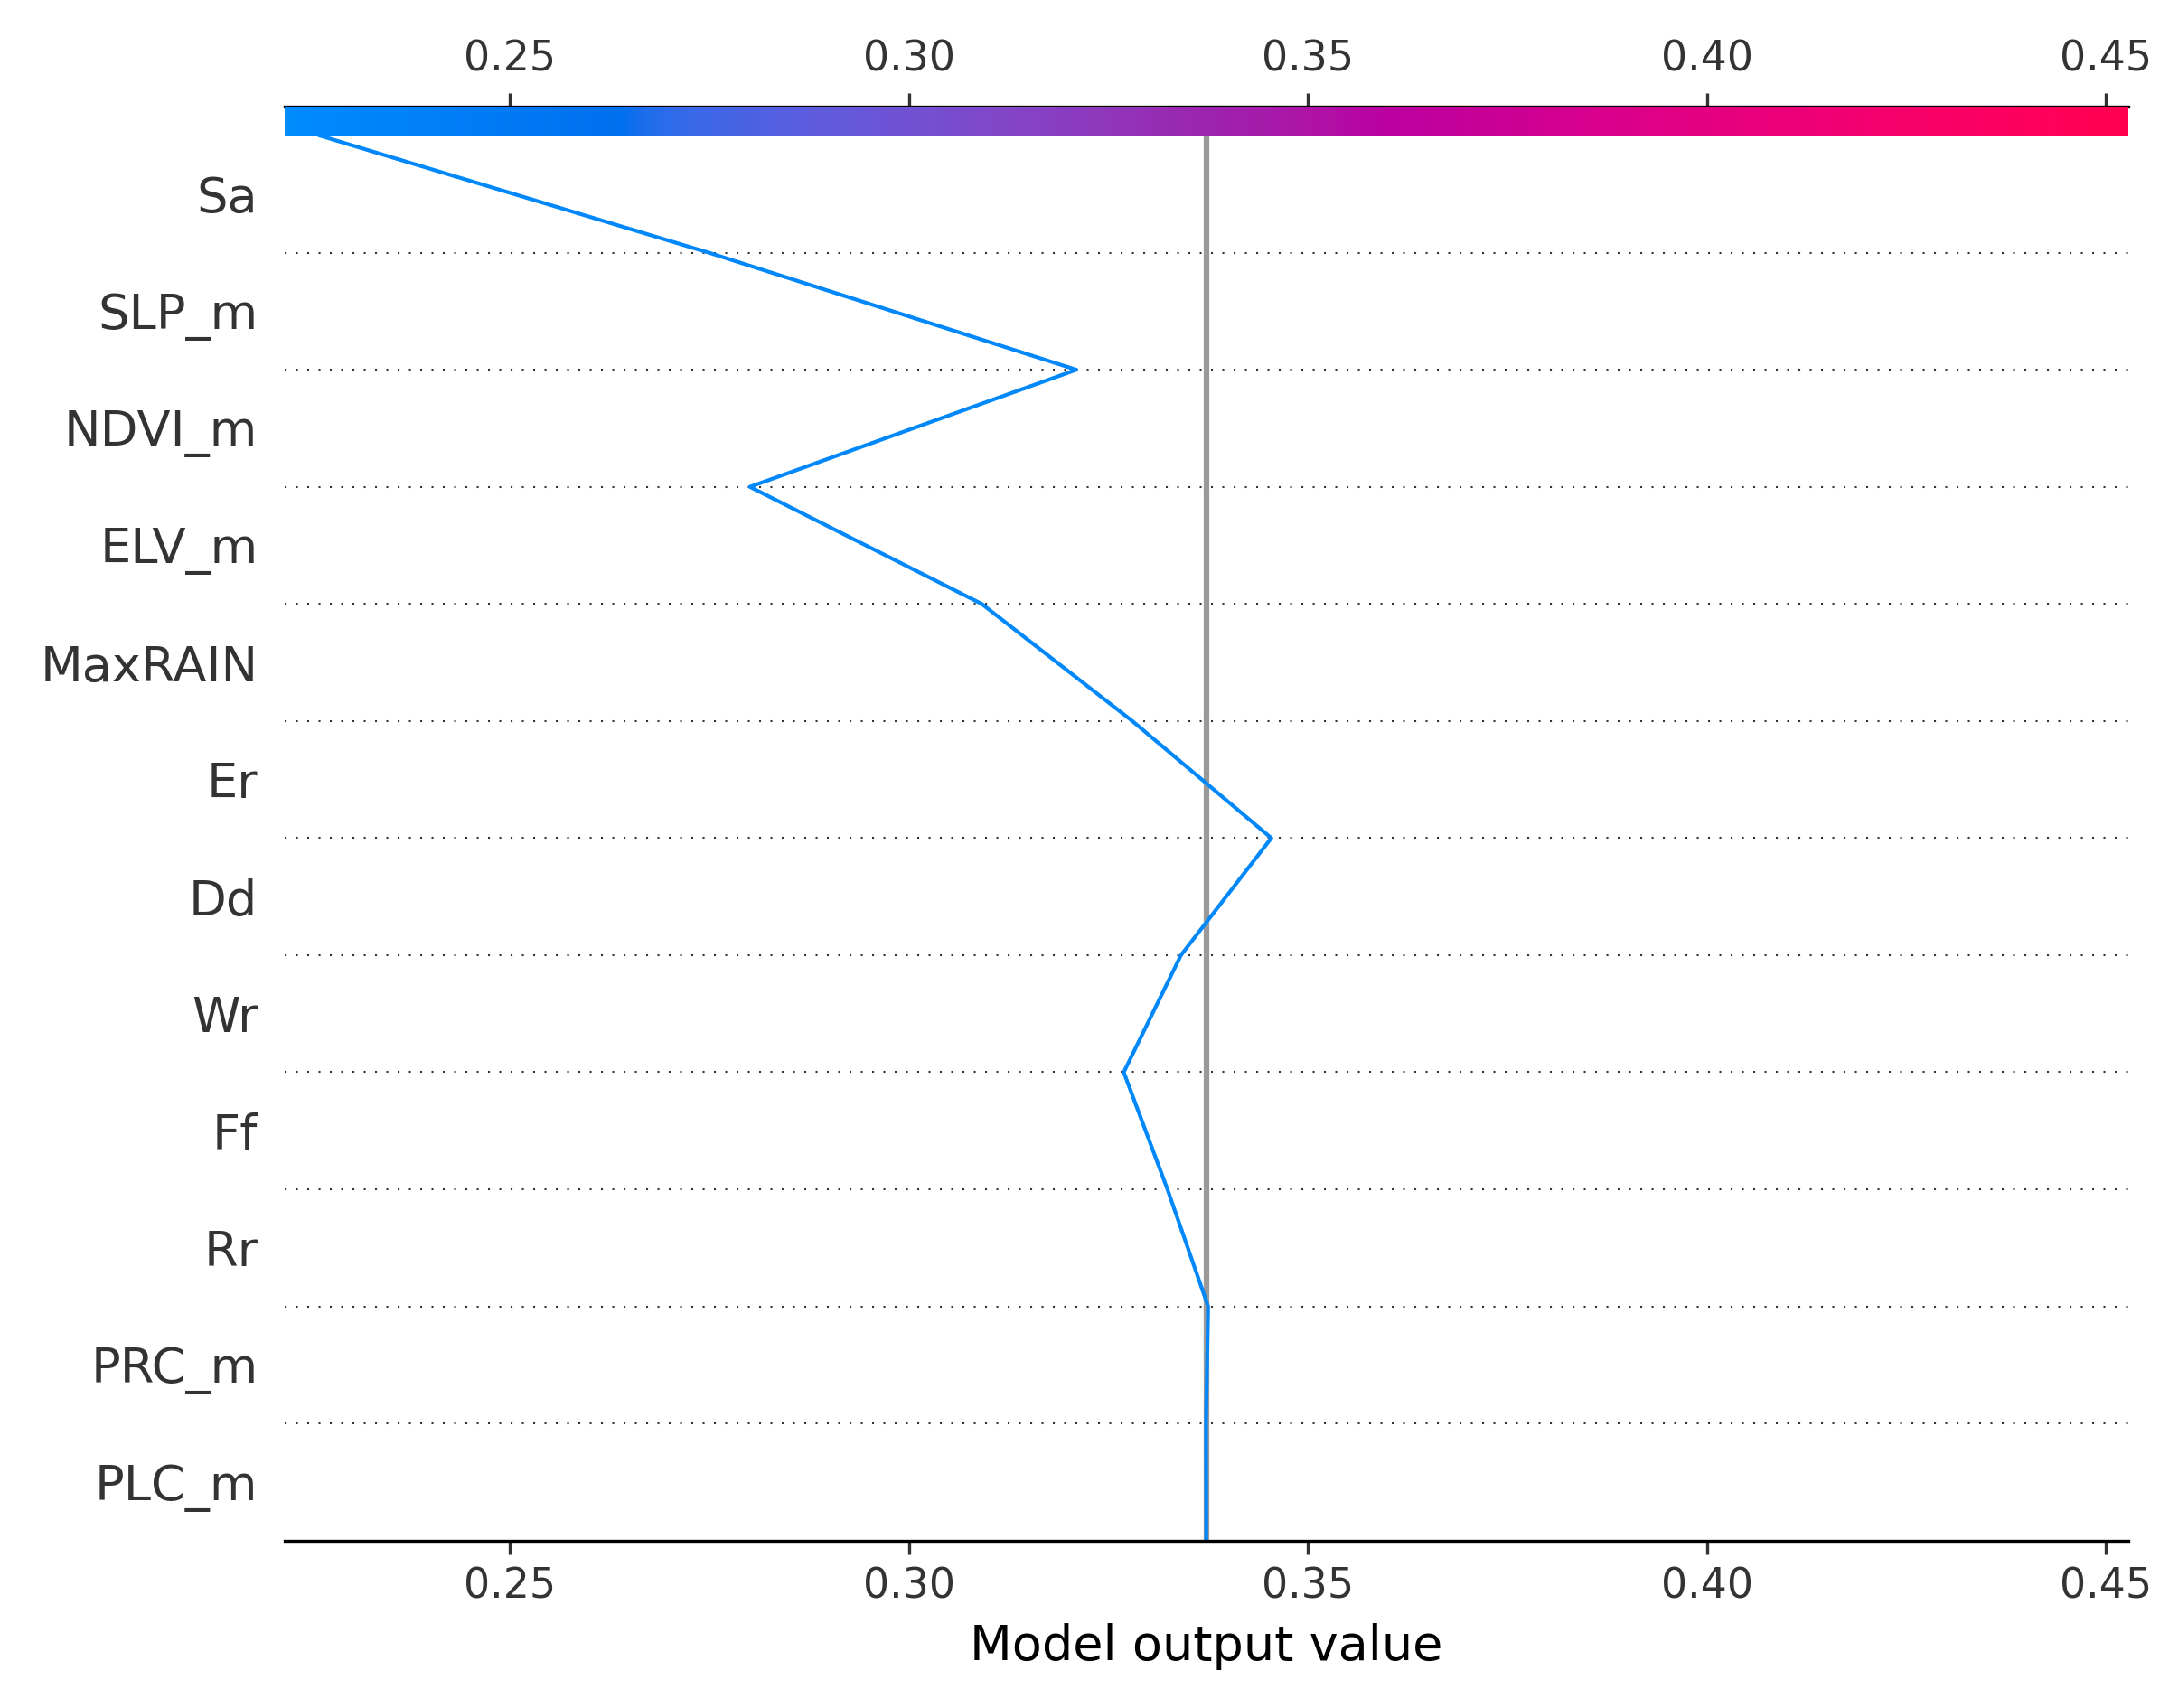 0.25 0.30 0.35 0.40 0.45
Sa
SLP_m
NDVI_m
ELV_m
MaxRAIN
Er
Dd
Wr
Ff
Rr
PRC_m
PLC_m
0.25 0.30 0.35 0.40 0.45
Model output value